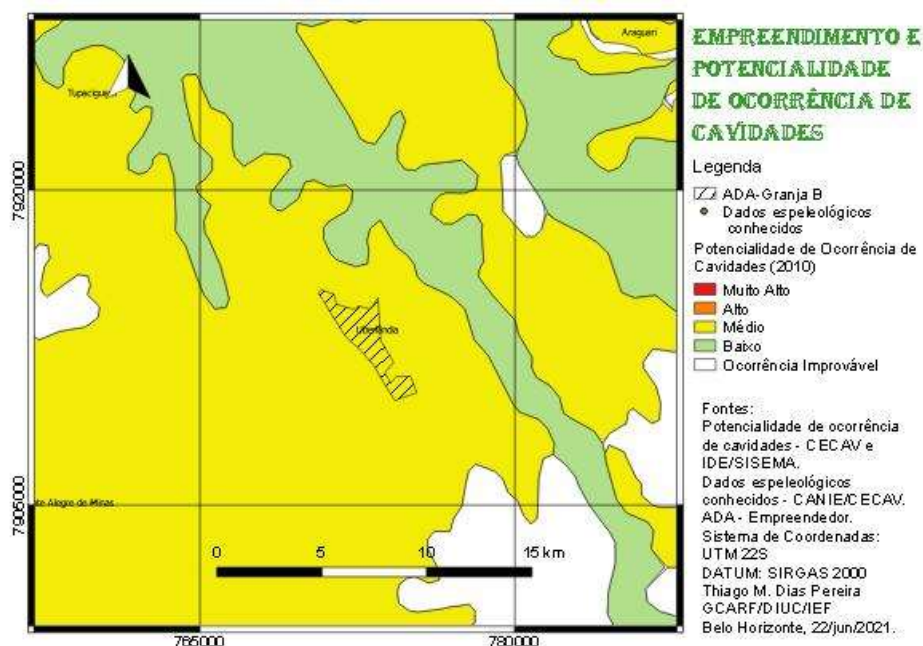 Araguari
Tupaciguara
Uberlândia
te Alegre de Minas
7920000
7905000
0 5 10 15 km
765000 780000
EMPREENDIMENTO E
POTENCIALIDADE
DE OCORRÊNCIA DE
CAVIDADES
Legenda
ADA-Granja B
Dados espeleológicos
conhecidos
Potencialidade de Ocorrência de
Cavidades (2010)
Muito Alto
Alto
Médio
Baixo
Ocorrência Improvável
Fontes:
Potencialidade de ocorrência
de cavidades - CECAV e
IDE/SISEMA.
Dados espeleológicos
conhecidos - CANIE/CECAV.
ADA - Empreendedor.
Sistema de Coordenadas:
UTM 22S
DATUM: SIRGAS 2000
Thiago M. Dias Pereira
GCARF/DIUC/IEF
Belo Horizonte, 22/jun/2021.